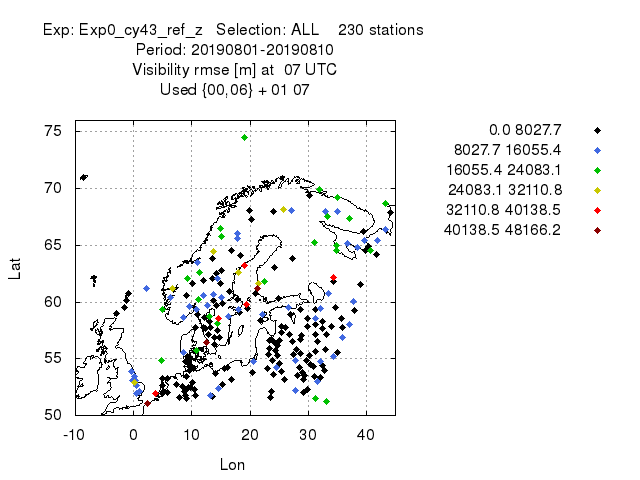 Exp: Exp0_cy43_ref_z Selection: ALL 230 stations
Period: 20190801-20190810
Visibility rmse [m] at 07 UTC
Used {00,06} + 01 07
0.0 8027.7
8027.7 16055.4
16055.4 24083.1
24083.1 32110.8
32110.8 40138.5
40138.5 48166.2
75
70
65
60
55
50
Lat
-10 0 10 20 30 40
Lon